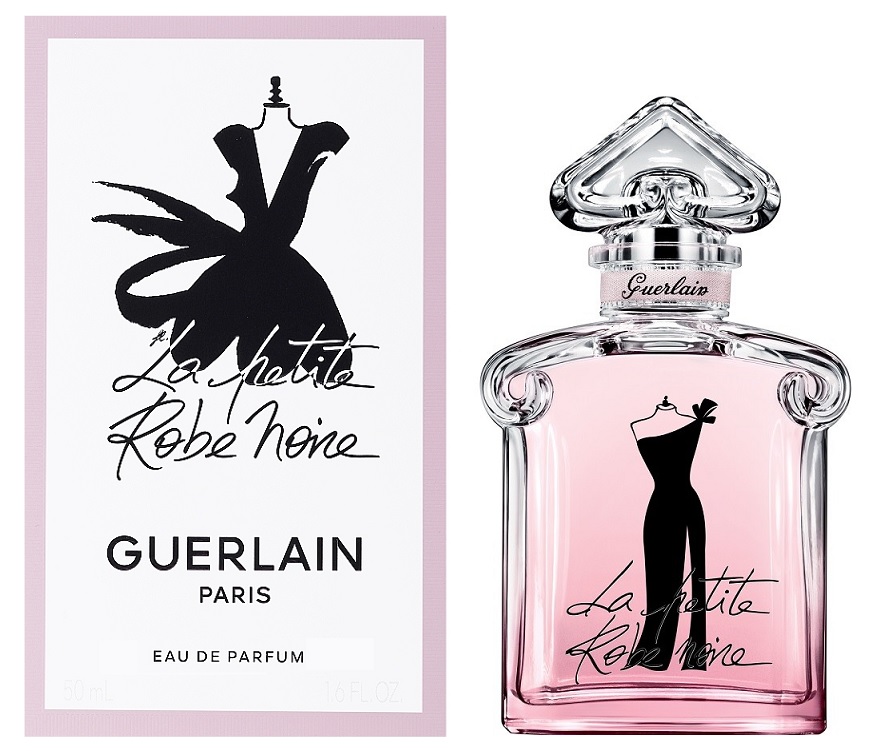 La petite
Robe noire
GUERLAIN
PARIS
EAU DE PARFUM
50 mL 1.6 FL.OZ.
Guerlain
La petite
Robe noire